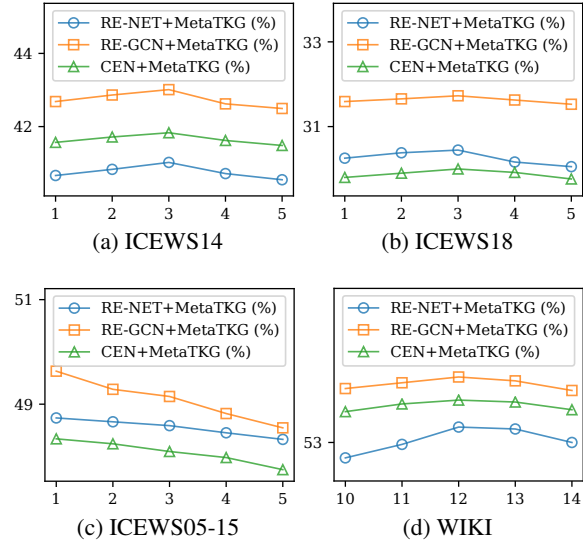 RE-NET+MetaTKG (%)
RE-GCN+MetaTKG (%)
CEN+MetaTKG (%)
44
42
1 2 3 4 5
(a) ICEWS14
RE-NET+MetaTKG (%)
RE-GCN+MetaTKG (%)
CEN+MetaTKG (%)
33
31
1 2 3 4 5
(b) ICEWS18
RE-NET+MetaTKG (%)
RE-GCN+MetaTKG (%)
CEN+MetaTKG (%)
51
49
1 2 3 4 5
(c) ICEWS05-15
RE-NET+MetaTKG (%)
RE-GCN+MetaTKG (%)
CEN+MetaTKG (%)
53
10 11 12 13 14
(d) WIKI